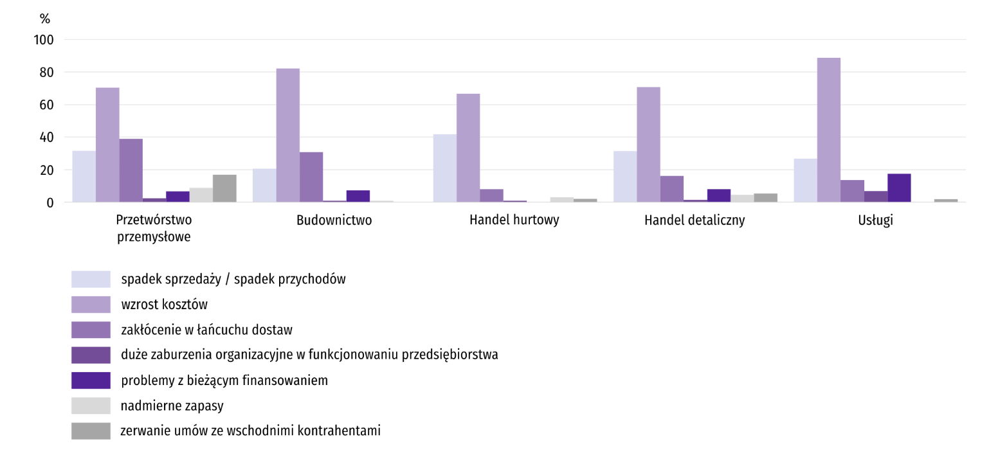 %
100
80
60
40
20
0
Przetwórstwo
przemysłowe
Budownictwo
Handel hurtowy
Handel detaliczny
Usługi
spadek sprzedaży / spadek przychodów
wzrost kosztów
zakłócenie w łańcuchu dostaw
duże zaburzenia organizacyjne w funkcjonowaniu przedsiębiorstwa
problemy z bieżącym finansowaniem
nadmierne zapasy
zerwanie umów ze wschodnimi kontrahentami